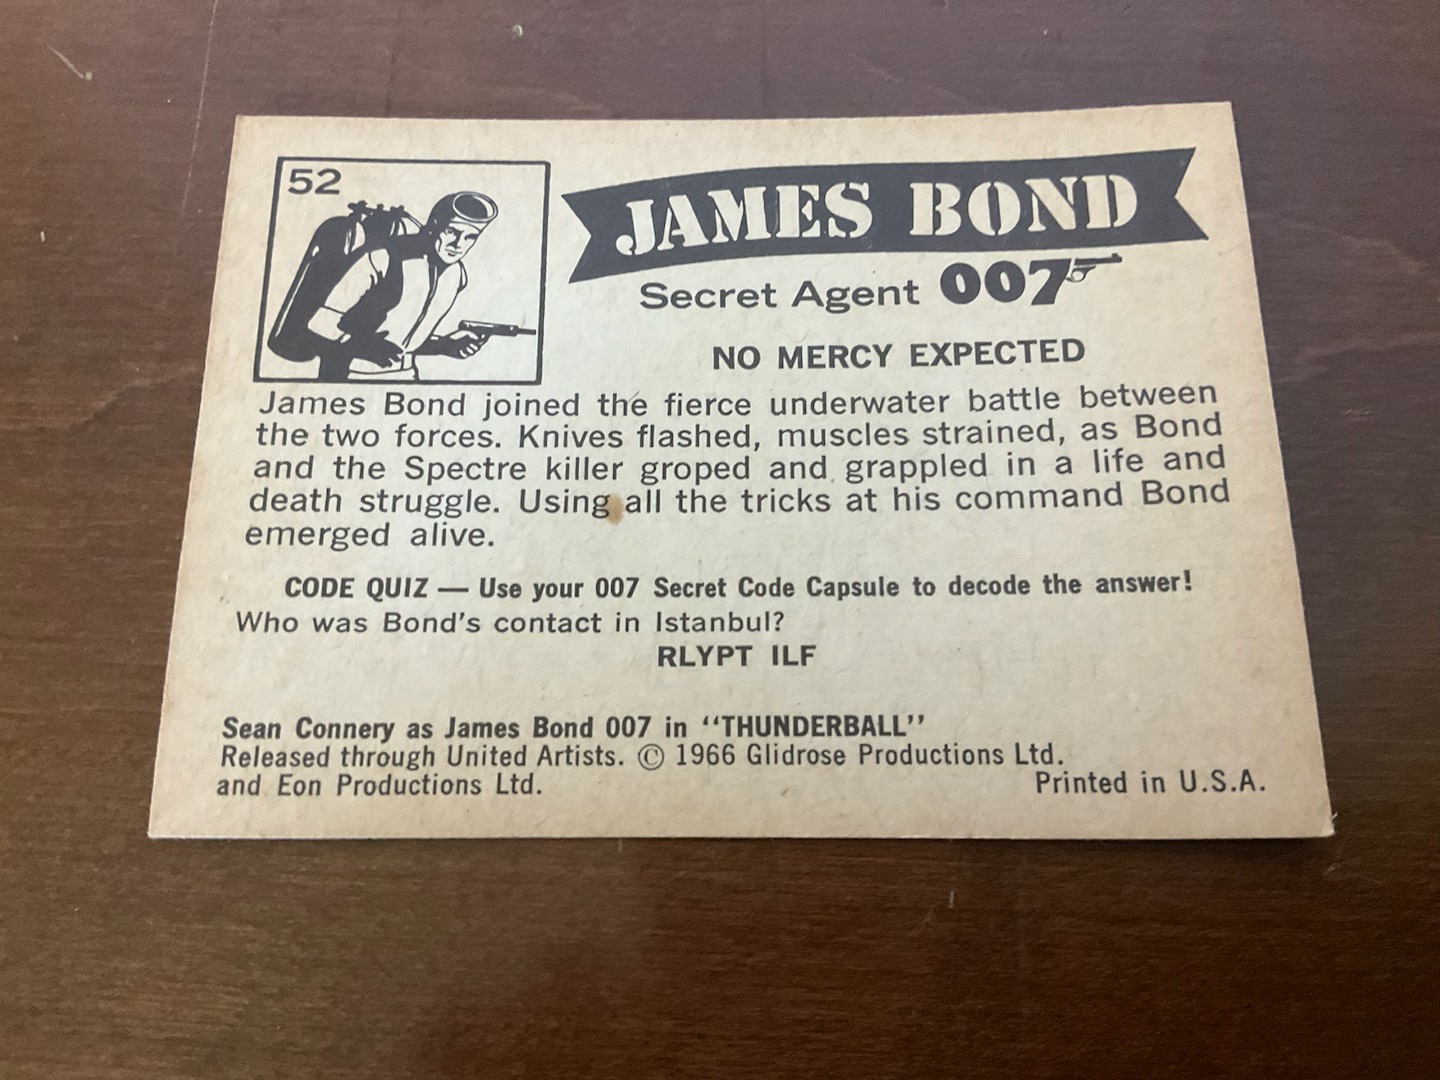 52
JAMES BOND
Secret Agent 007
NO MERCY EXPECTED
James Bond joined the fierce underwater battle between
the two forces. Knives flashed, muscles strained, as Bond
and the Spectre killer groped and grappled in a life and
death struggle. Using all the tricks at his command Bond
emerged alive.
CODE QUIZ — Use your 007 Secret Code Capsule to decode the answer!
Who was Bond's contact in Istanbul?
RLYPT ILF
Sean Connery as James Bond 007 in "THUNDERBALL"
Released through United Artists. © 1966 Glidrose Productions Ltd.
and Eon Productions Ltd. Printed in U.S.A.